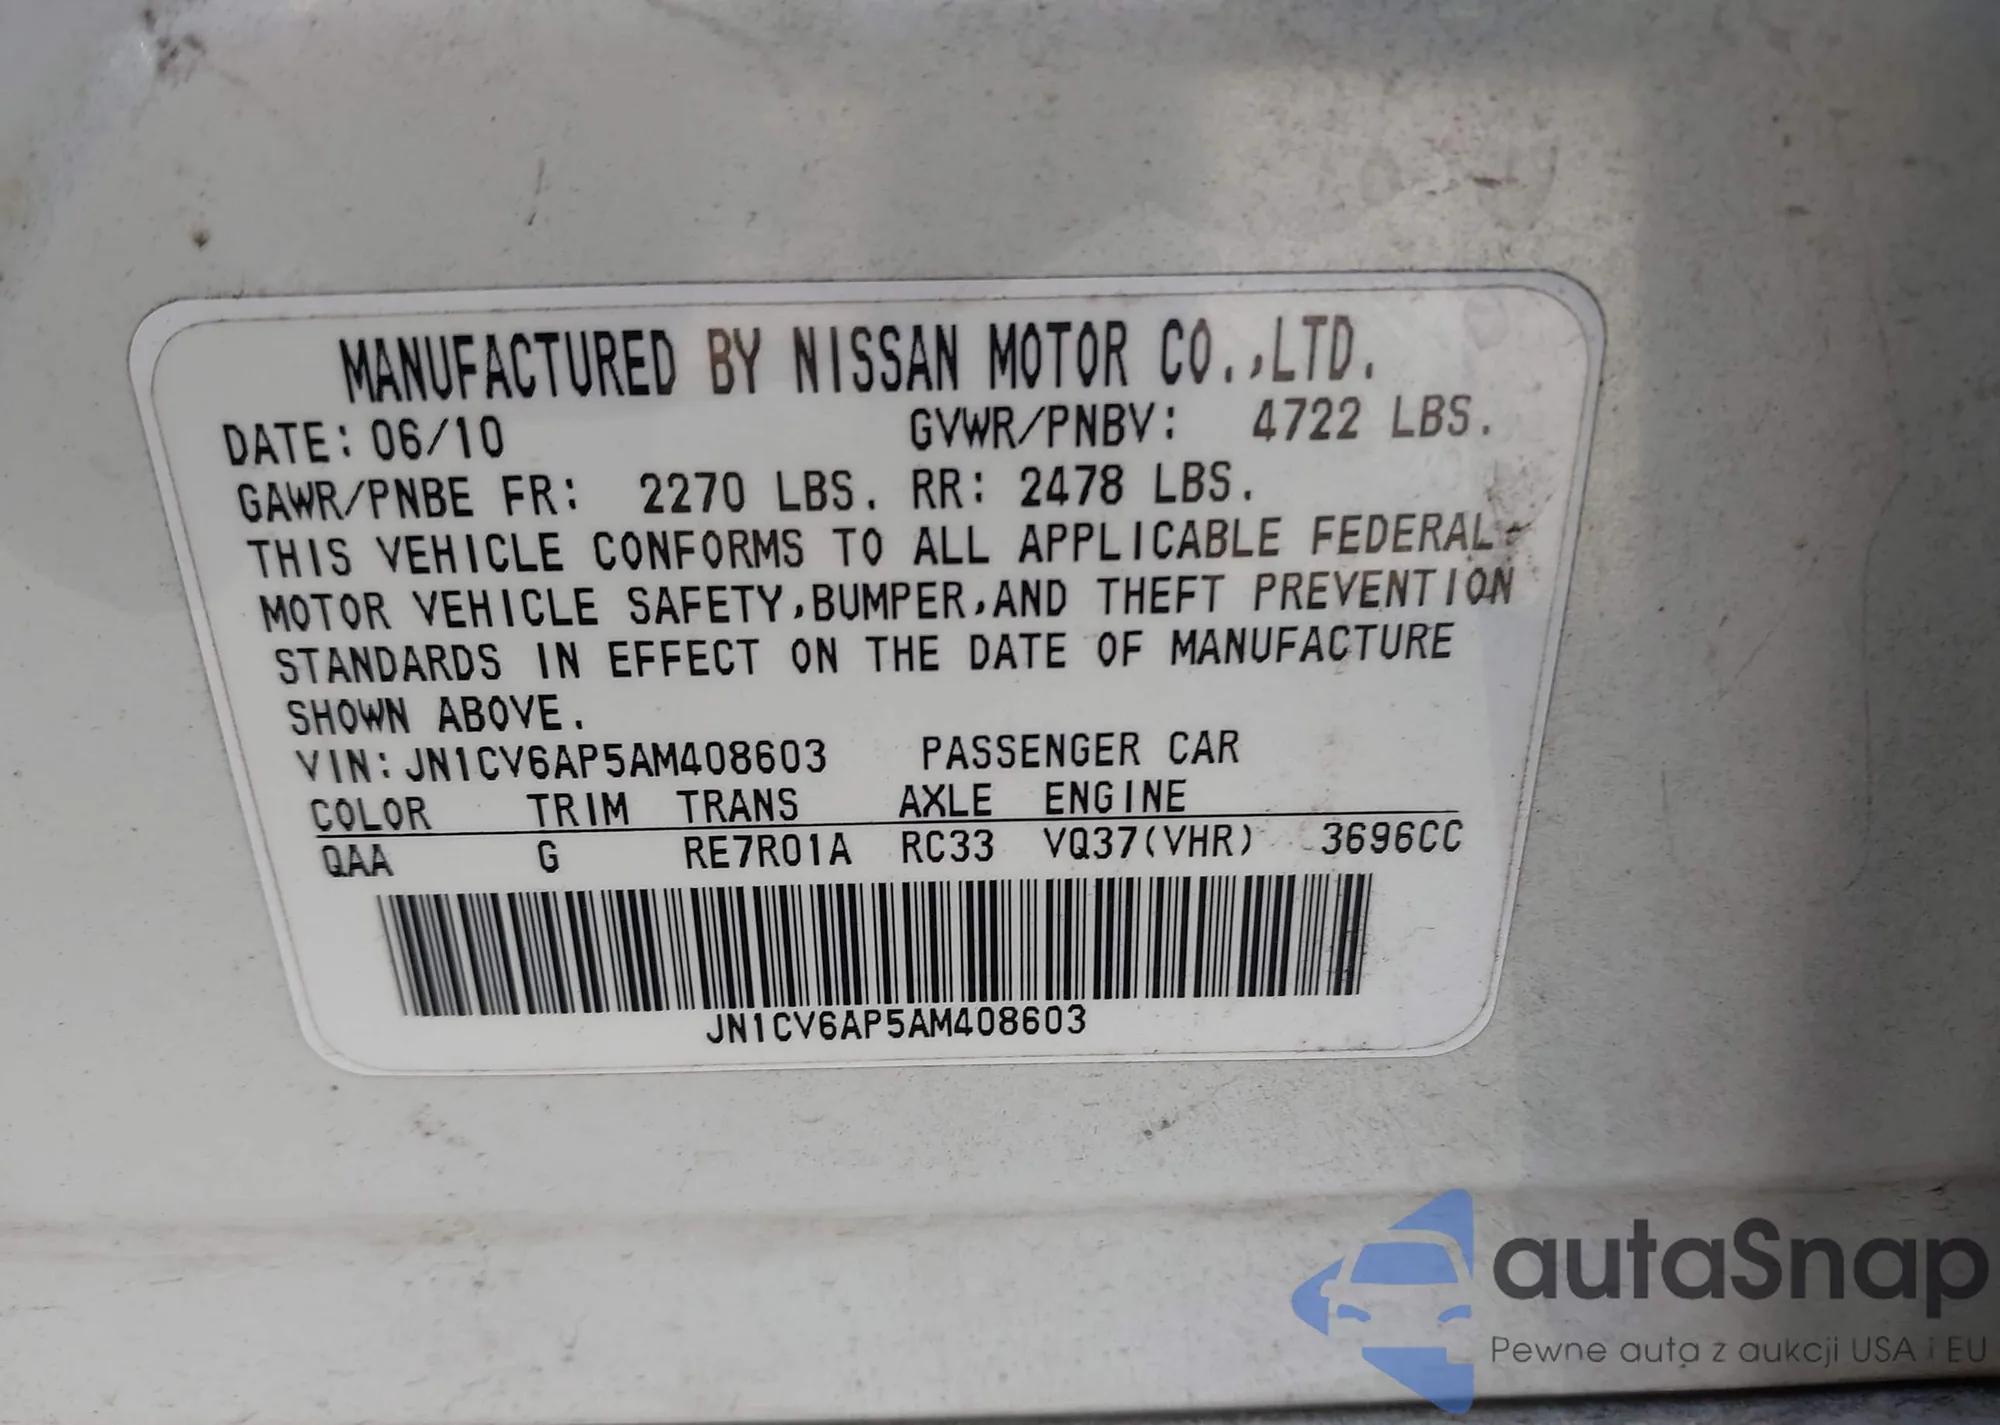 MANUFACTURED BY NISSAN MOTOR CO.,LTD.
DATE: 06/10 GVWR/PNBV: 4722 LBS.
GAWR/PNBE FR: 2270 LBS. RR: 2478 LBS.
THIS VEHICLE CONFORMS TO ALL APPLICABLE FEDERAL
MOTOR VEHICLE SAFETY,BUMPER,AND THEFT PREVENTION
STANDARDS IN EFFECT ON THE DATE OF MANUFACTURE
SHOWN ABOVE.
VIN:JN1CV6AP5AM408603 PASSENGER CAR
COLOR TRIM TRANS AXLE ENGINE
QAA G RE7R01A RC33 VQ37(VHR) 3696CC
JN1CV6AP5AM408603
autaSnap
Pewne auta z aukcji USA i EU